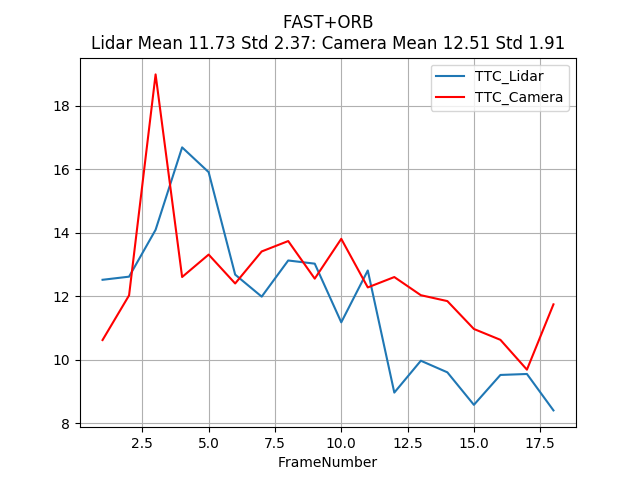 FAST+ORB
Lidar Mean 11.73 Std 2.37: Camera Mean 12.51 Std 1.91
TTC_Lidar
TTC_Camera
18
16
14
12
10
8
2.5 5.0 7.5 10.0 12.5 15.0 17.5
FrameNumber